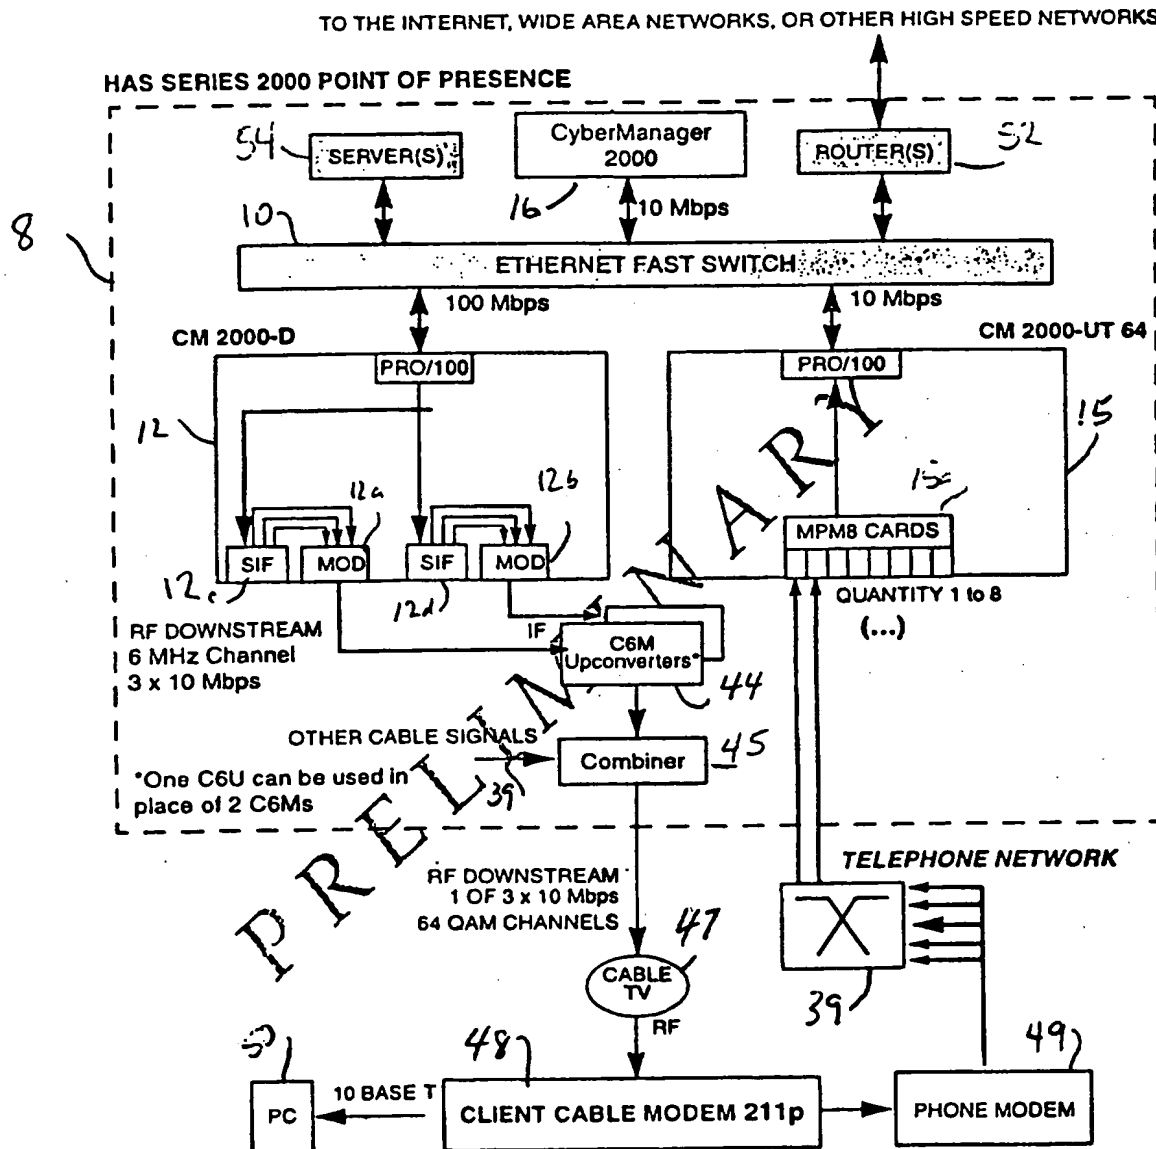 TO THE INTERNET, WIDE AREA NETWORKS, OR OTHER HIGH SPEED NETWORKS
HAS SERIES 2000 POINT OF PRESENCE
54
SERVER(S)
CyberManager
2000
ROUTER(S)
52
16
10 Mbps
8
10
ETHERNET FAST SWITCH
100 Mbps
10 Mbps
CM 2000-D
CM 2000-UT 64
PRO/100
PRO/100
12
15
12a
12b
15a
MPM8 CARDS
SIF
MOD
SIF
MOD
12c
12d
QUANTITY 1 to 8
(...)
RF DOWNSTREAM
6 MHz Channel
3 x 10 Mbps
IF
C6M
Upconverters*
44
OTHER CABLE SIGNALS
39
Combiner
45
*One C6U can be used in
place of 2 C6Ms
PRELINARY
TELEPHONE NETWORK
RF DOWNSTREAM
1 OF 3 x 10 Mbps
64 QAM CHANNELS
47
CABLE
TV
RF
39
50
PC
10 BASE T
48
CLIENT CABLE MODEM 211p
49
PHONE MODEM